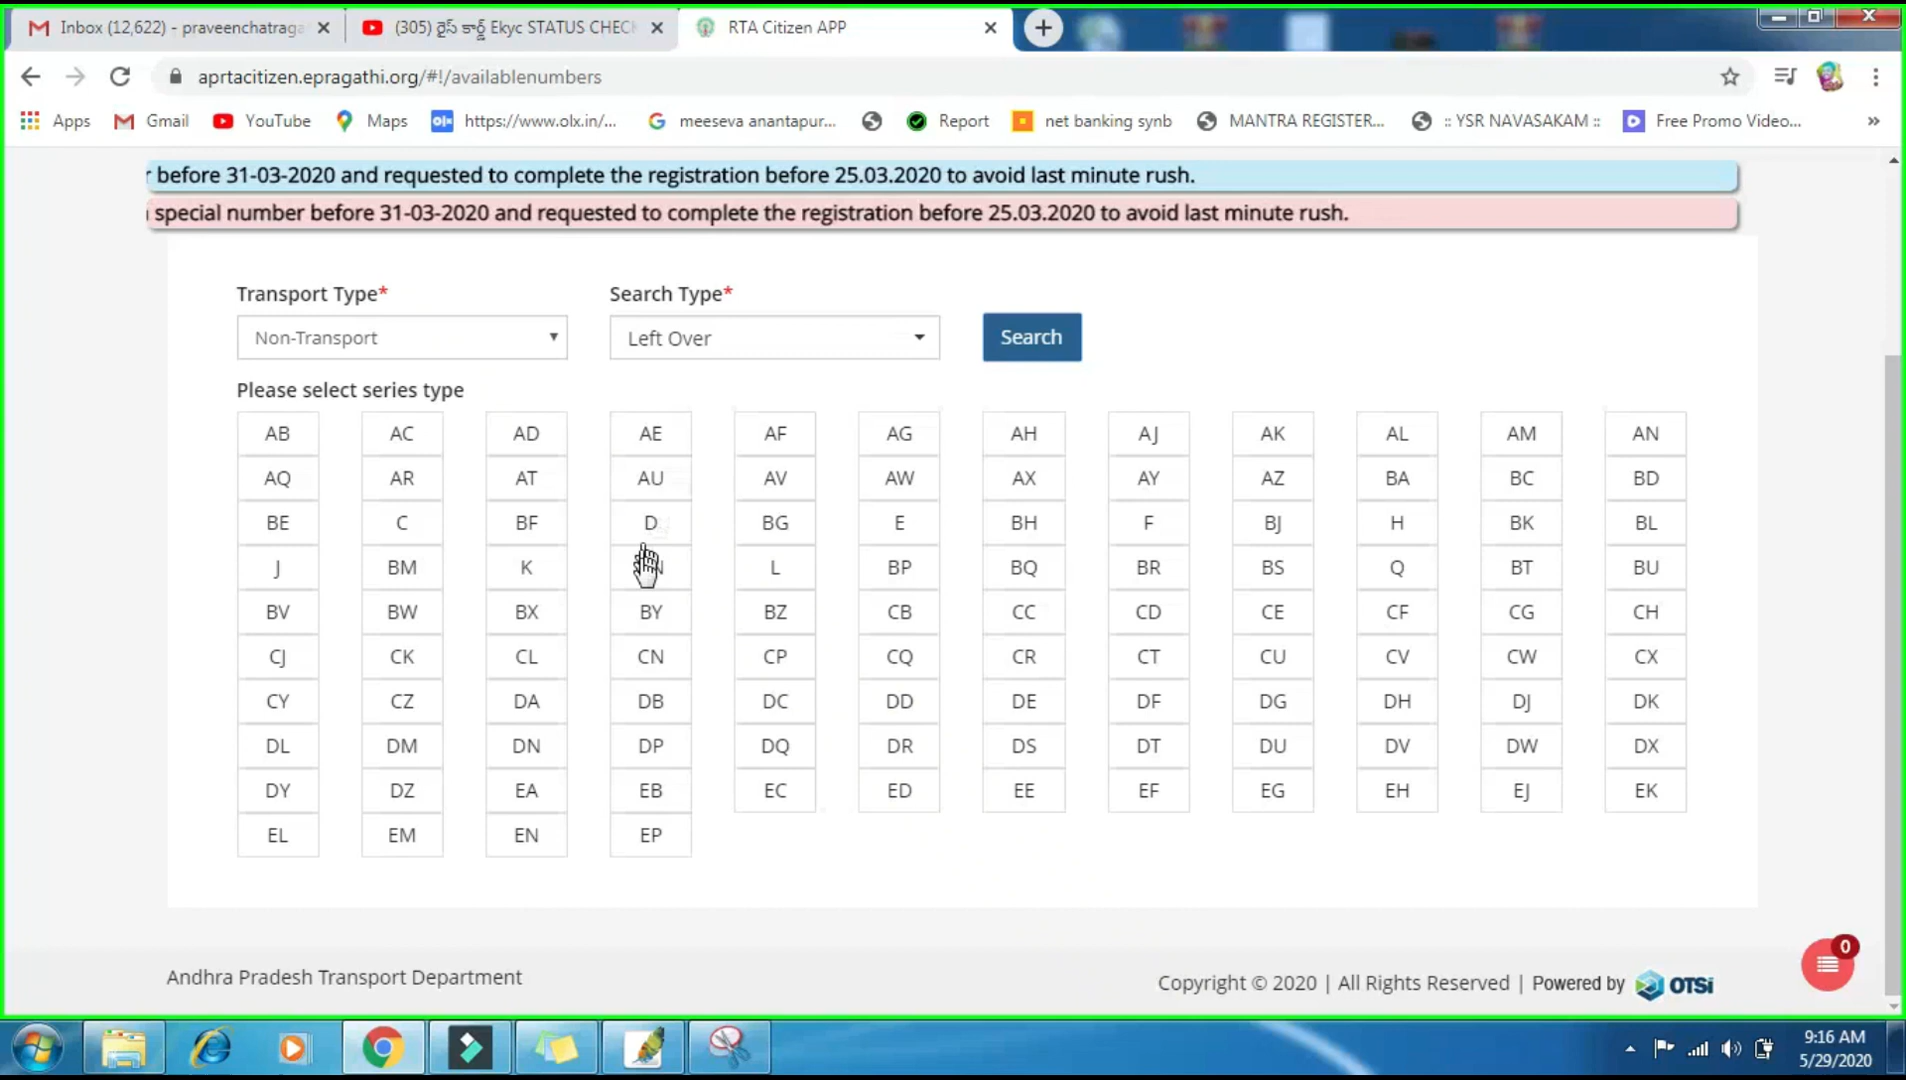 Inbox (12,622) - praveenchatraga
(305) రైస్ కార్డ్ Ekyc STATUS CHECK
RTA Citizen APP
aprtacitizen.epragathi.org/#!/availablenumbers
Apps Gmail YouTube Maps https://www.olx.in/... meeseva anantapur... Report net banking synb MANTRA REGISTER... :: YSR NAVASAKAM :: Free Promo Video... »
r before 31-03-2020 and requested to complete the registration before 25.03.2020 to avoid last minute rush.
special number before 31-03-2020 and requested to complete the registration before 25.03.2020 to avoid last minute rush.
Transport Type* Search Type*
Non-Transport Left Over Search
Please select series type
AB AC AD AE AF AG AH AJ AK AL AM AN
AQ AR AT AU AV AW AX AY AZ BA BC BD
BE C BF D BG E BH F BJ H BK BL
J BM K L BP BQ BR BS Q BT BU
BV BW BX BY BZ CB CC CD CE CF CG CH
CJ CK CL CN CP CQ CR CT CU CV CW CX
CY CZ DA DB DC DD DE DF DG DH DJ DK
DL DM DN DP DQ DR DS DT DU DV DW DX
DY DZ EA EB EC ED EE EF EG EH EJ EK
EL EM EN EP
0
Andhra Pradesh Transport Department
Copyright © 2020 | All Rights Reserved | Powered by OTSi
9:16 AM
5/29/2020